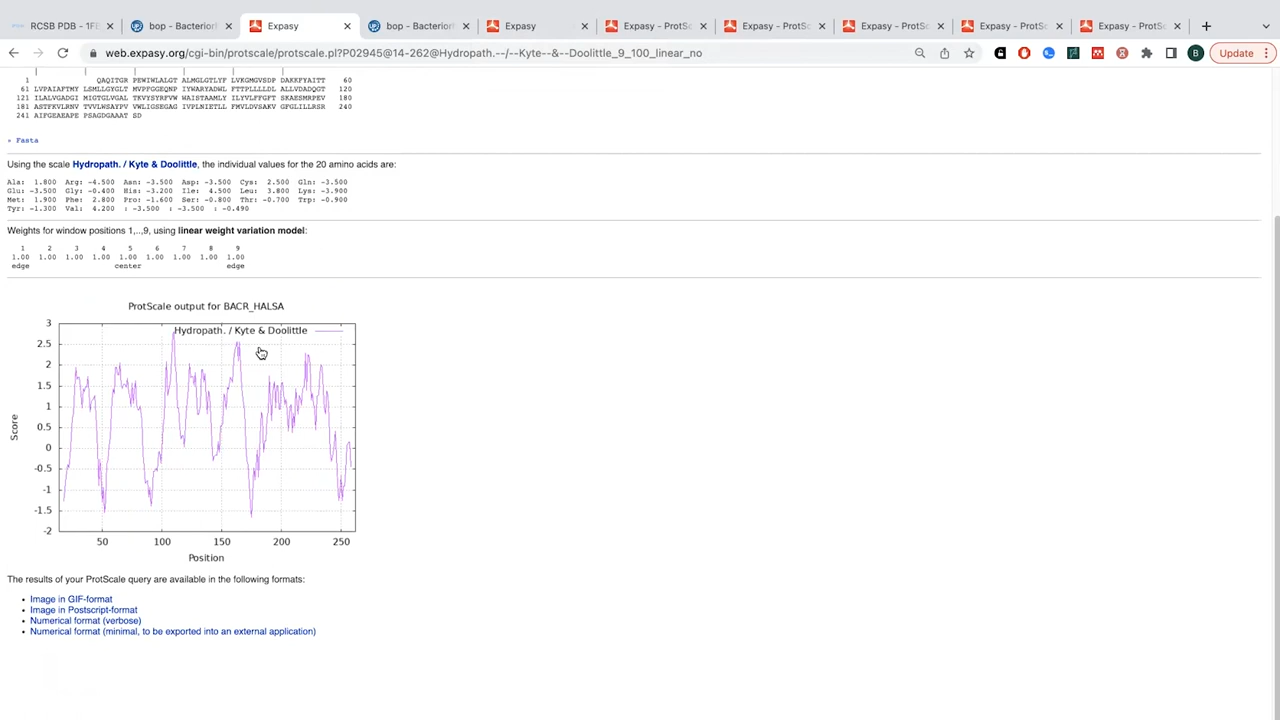 RCSB PDB - 1FE
bop - Bacterior
Expasy
bop - Bacterior
Expasy
Expasy - ProtSc
Expasy - ProtSc
Expasy - ProtSc
Expasy - ProtSc
Expasy - ProtSc
web.expasy.org/cgi-bin/protscale/protscale.pl?P02945@14-262@Hydropath.--/--Kyte--&--Doolittle_9_100_linear_no
B
Update
1 QAQITGR PEWIWLALGT ALMGLGTLYF LVKGMGVSDP DAKKFYAITT 60
61 LVPAIAFTMY LSMLLGYGLT MVPFGGEQNP IYWARYADWL FTTPLLLLDL ALLVDADQGT 120
121 ILALVGADGI MIGTGLVGAL TKVYSYRFVW WAISTAAMLY ILYVLFFGFT SKAESMRPEV 180
181 ASTFKVLRNV TVVLWSAYPV VWLIGSEGAG IVPLNIETLL FMVLDVSAKV GFGLILLRSR 240
241 AIFGEAEAPE PSAGDGAAAT SD
Fasta
Using the scale Hydropath. / Kyte & Doolittle, the individual values for the 20 amino acids are:
Ala: 1.800 Arg: -4.500 Asn: -3.500 Asp: -3.500 Cys: 2.500 Gln: -3.500
Glu: -3.500 Gly: -0.400 His: -3.200 Ile: 4.500 Leu: 3.800 Lys: -3.900
Met: 1.900 Phe: 2.800 Pro: -1.600 Ser: -0.800 Thr: -0.700 Trp: -0.900
Tyr: -1.300 Val: 4.200 : -3.500 : -3.500 : -0.490
Weights for window positions 1,..,9, using linear weight variation model:
1 2 3 4 5 6 7 8 9
1.00 1.00 1.00 1.00 1.00 1.00 1.00 1.00 1.00
edge center edge
ProtScale output for BACR_HALSA
Hydropath. / Kyte & Doolittle
3
2.5
2
1.5
1
0.5
0
-0.5
-1
-1.5
-2
Score
50 100 150 200 250
Position
The results of your ProtScale query are available in the following formats:
Image in GIF-format
Image in Postscript-format
Numerical format (verbose)
Numerical format (minimal, to be exported into an external application)